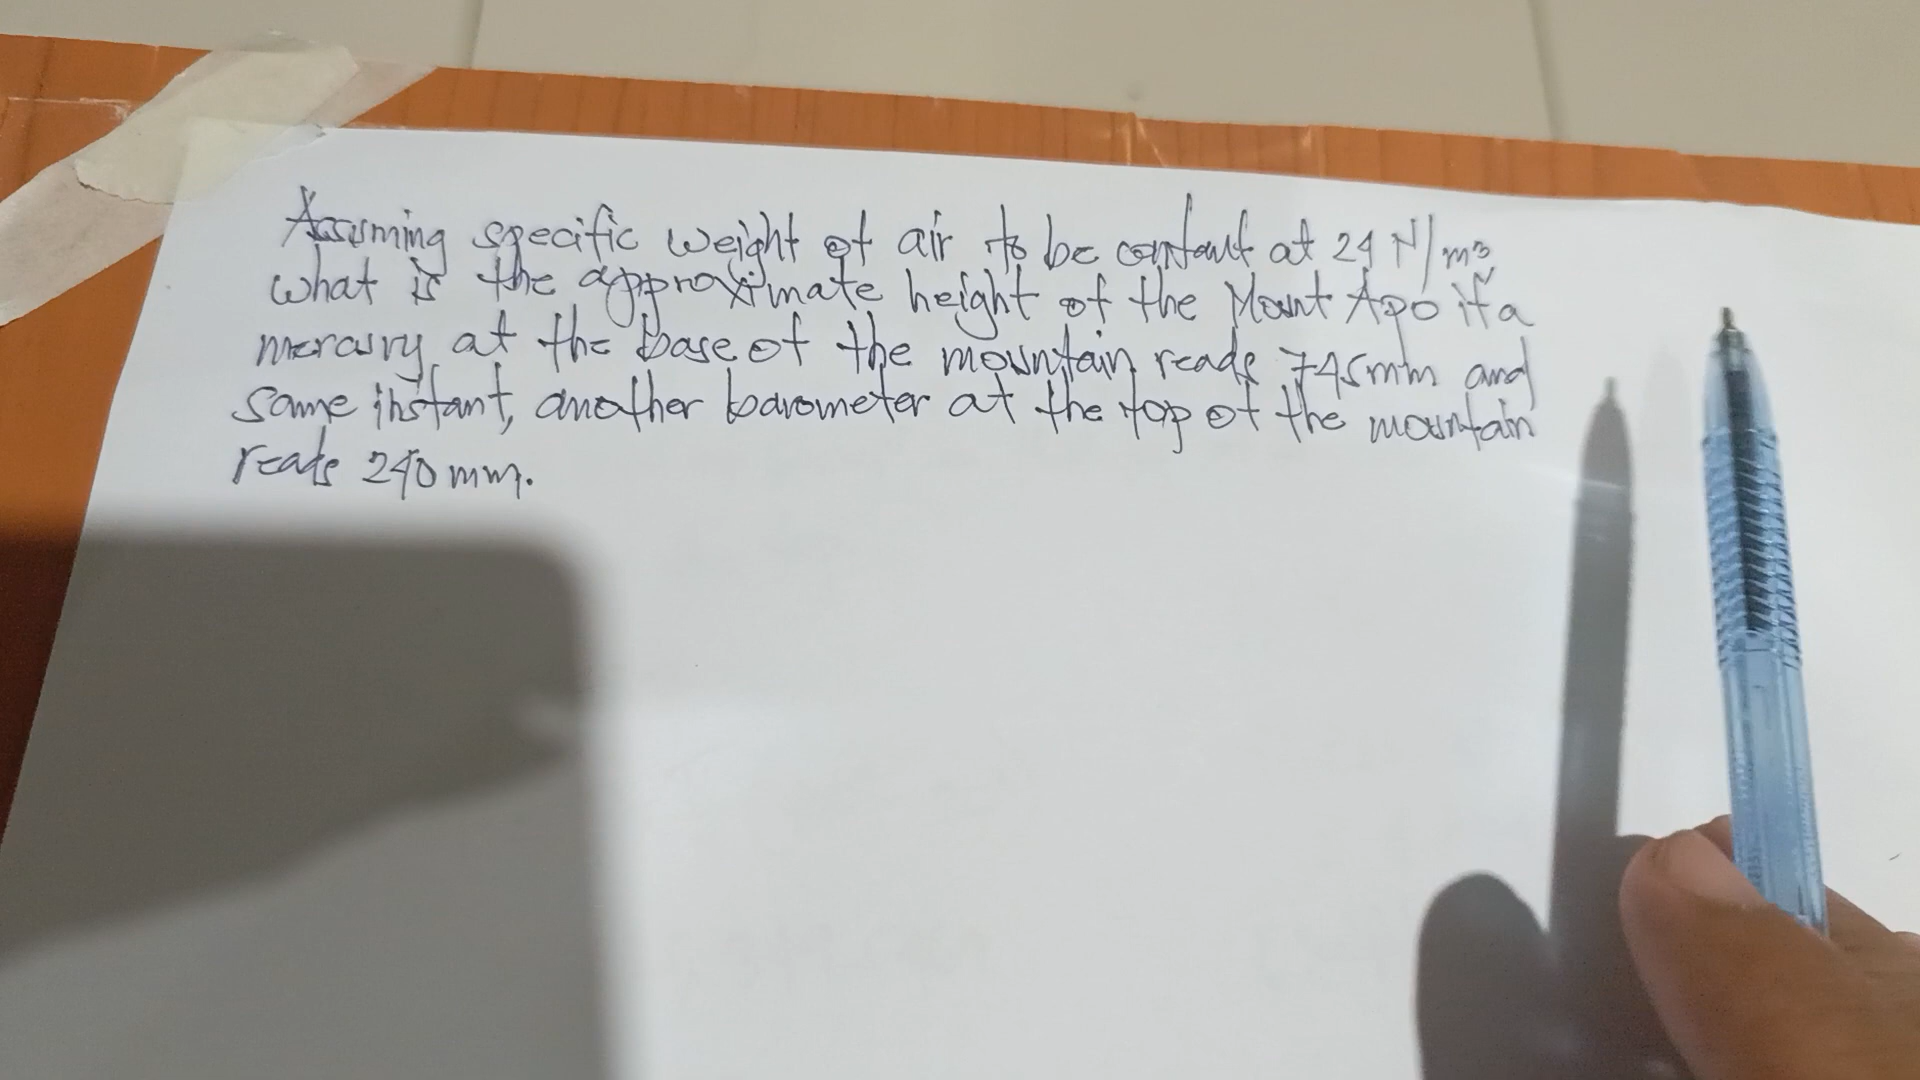 Assuming specific weight of air to be contant at 24 N/m³,
what is the approximate height of the Mount Apo if a
mercury at the base of the mountain reads 745mm and
same instant, another barometer at the top of the mountain
reads 240 mm.